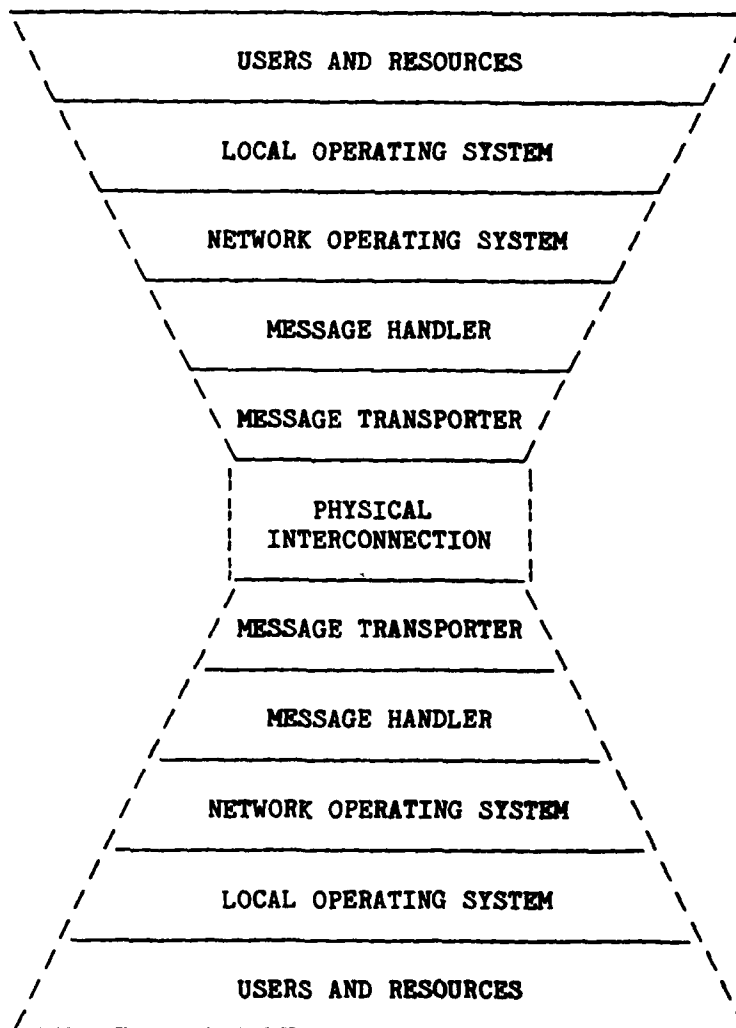 USERS AND RESOURCES
LOCAL OPERATING SYSTEM
NETWORK OPERATING SYSTEM
MESSAGE HANDLER
MESSAGE TRANSPORTER
PHYSICAL
INTERCONNECTION
MESSAGE TRANSPORTER
MESSAGE HANDLER
NETWORK OPERATING SYSTEM
LOCAL OPERATING SYSTEM
USERS AND RESOURCES